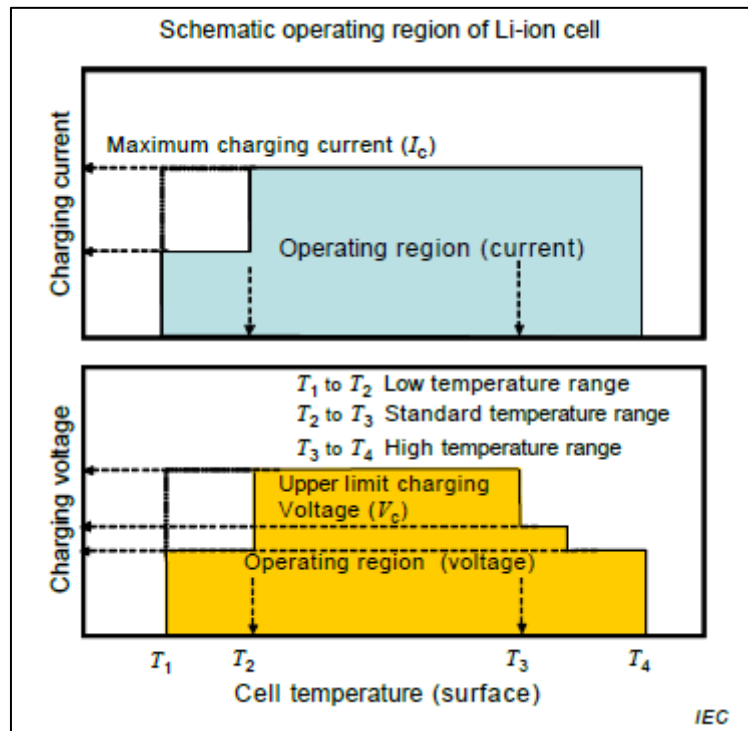 Schematic operating region of Li-ion cell
Charging current
Maximum charging current (Ic)
Operating region (current)
Charging voltage
T1 to T2 Low temperature range
T2 to T3 Standard temperature range
T3 to T4 High temperature range
Upper limit charging
Voltage (Vc)
Operating region (voltage)
T1 T2 T3 T4
Cell temperature (surface)
IEC